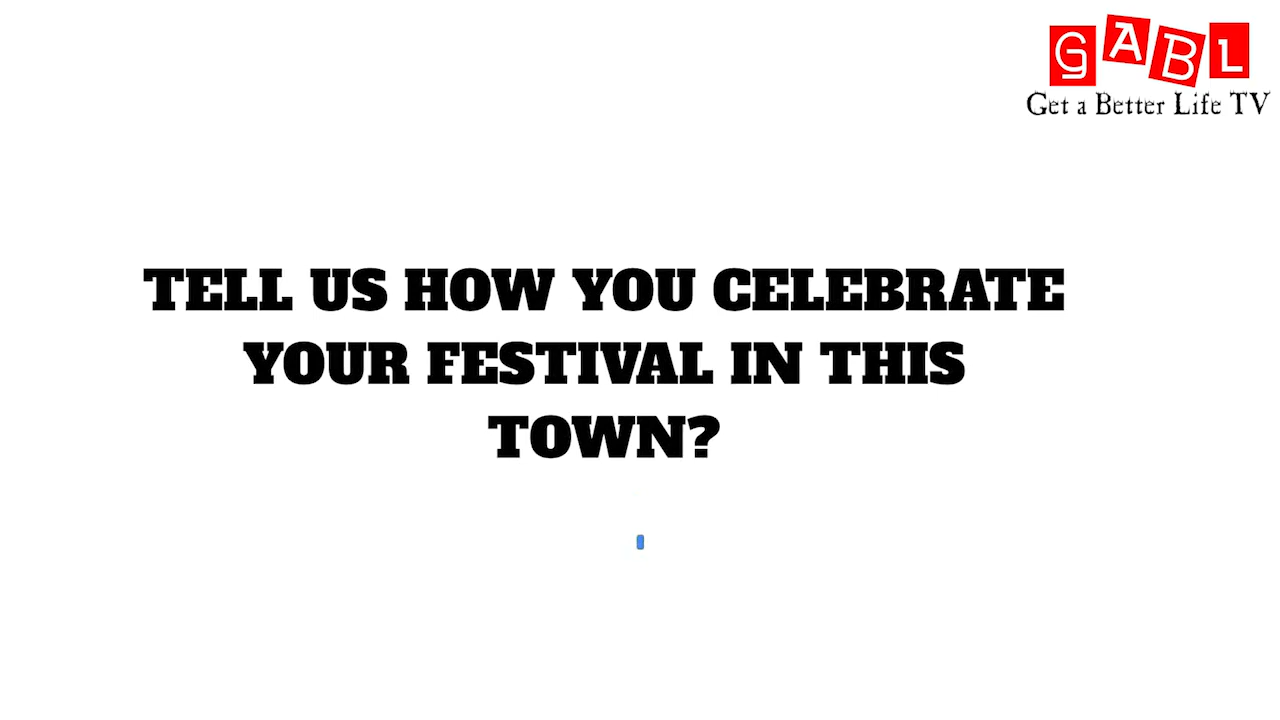 GABL
Get a Better Life TV
TELL US HOW YOU CELEBRATE
YOUR FESTIVAL IN THIS
TOWN?